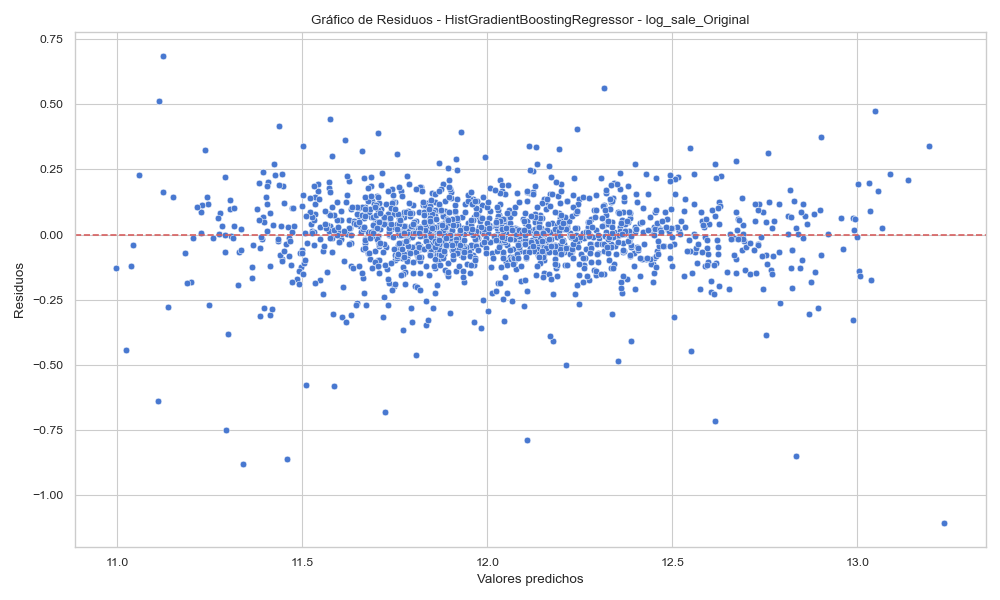 Gráfico de Residuos - HistGradientBoostingRegressor - log_sale_Original
0.75
0.50
0.25
0.00
−0.25
−0.50
−0.75
−1.00
Residuos
11.0 11.5 12.0 12.5 13.0
Valores predichos